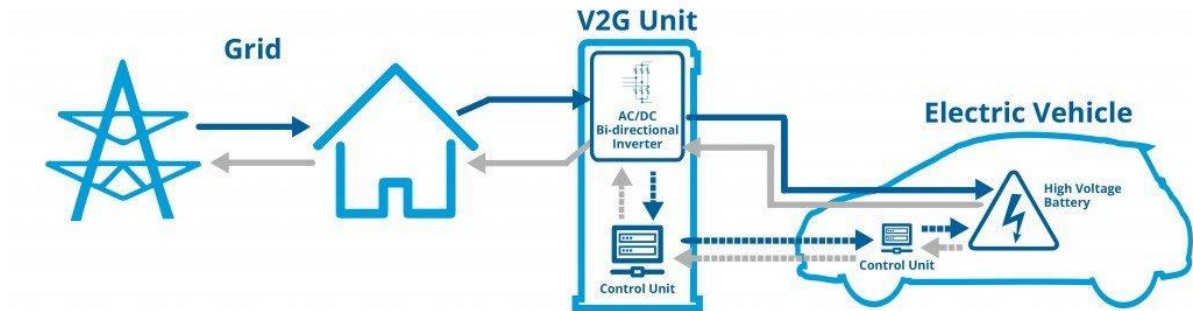 V2G Unit
Grid
AC/DC
Bi-directional
Inverter
Electric Vehicle
High Voltage
Battery
Control Unit
Control Unit